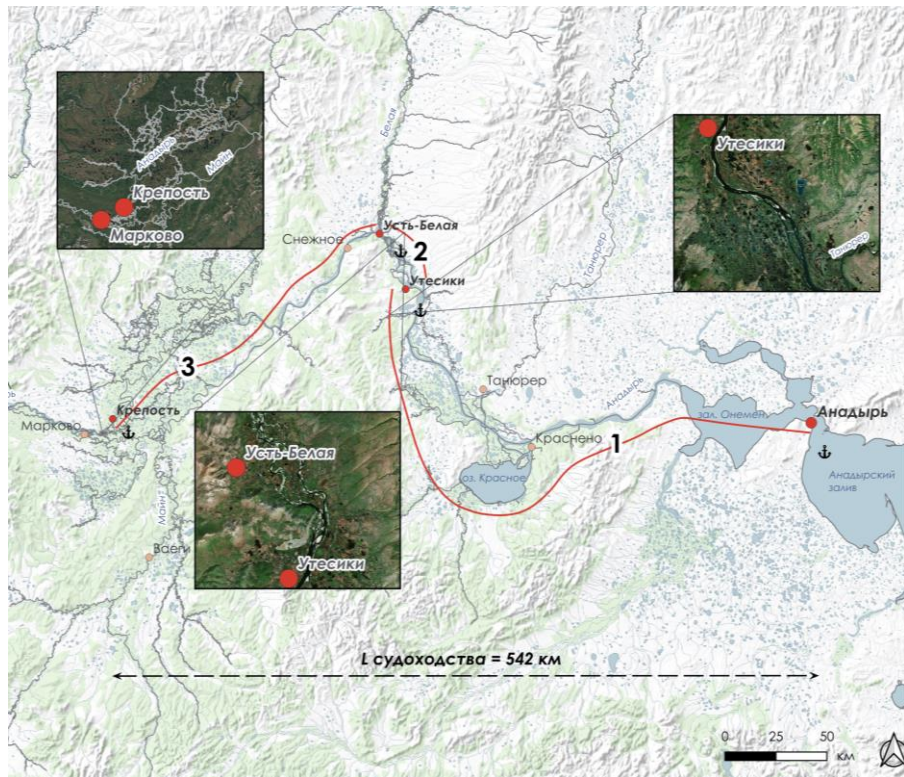 Анадырь
Майн
Крепость
Марково
Белая
Утесики
Танюрер
Танюрер
Снежное
Усть-Белая
2
Утесики
3
Танюрер
Анадырь
зал. Онемен
Анадырь
Крепость
Марково
Краснено
1
оз. Красное
Анадырский
залив
Усть-Белая
Майн
Ваеги
Утесики
L судоходства = 542 км
0 25 50
км